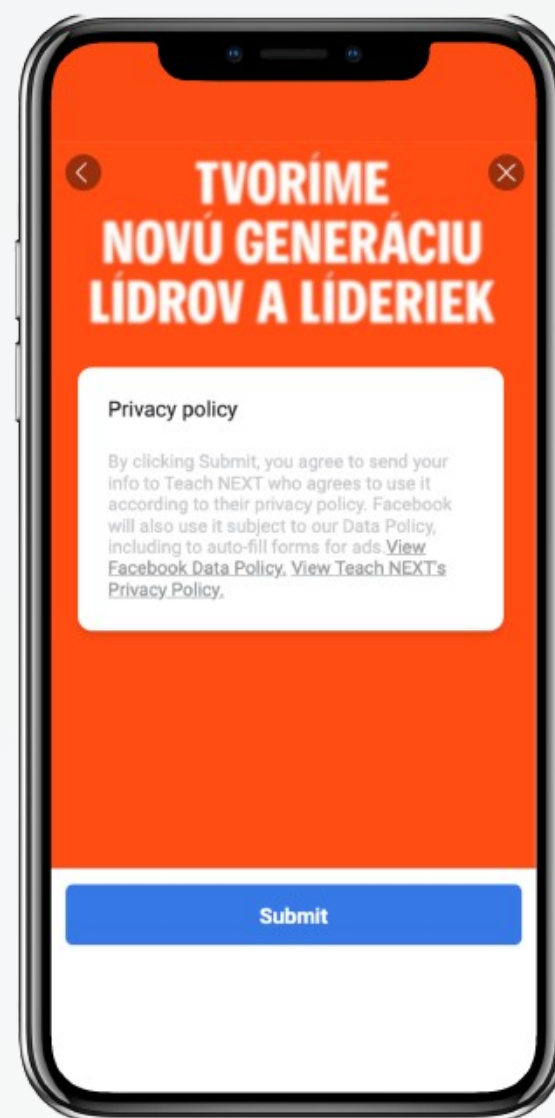 TVORÍME
NOVÚ GENERÁCIU
LÍDROV A LÍDERIEK
Privacy policy
By clicking Submit, you agree to send your
info to Teach NEXT who agrees to use it
according to their privacy policy. Facebook
will also use it subject to our Data Policy,
including to auto-fill forms for ads.View
Facebook Data Policy, View Teach NEXT's
Privacy Policy.
Submit